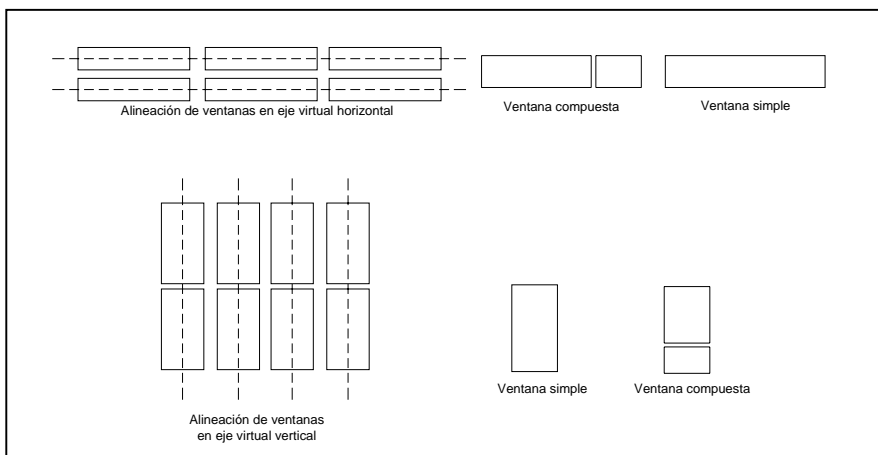 Alineación de ventanas en eje virtual horizontal
Ventana compuesta
Ventana simple
Alineación de ventanas
en eje virtual vertical
Ventana simple
Ventana compuesta